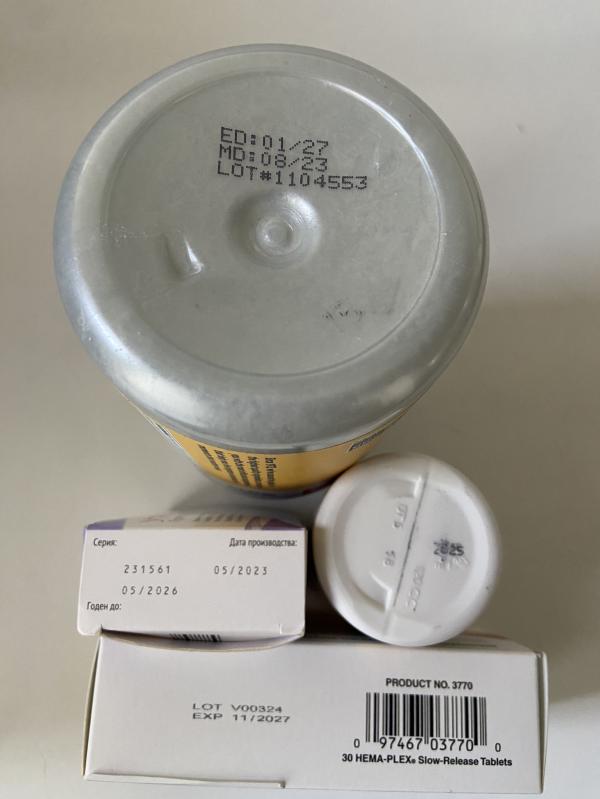 ED:01/27
MD:08/23
LOT#1104553
Серия:
Дата производства:
231561
05/2023
05/2026
Годен до:
2025
LOT V00324
EXP 11/2027
PRODUCT NO. 3770
0 97467 03770 0
30 HEMA-PLEX® Slow-Release Tablets